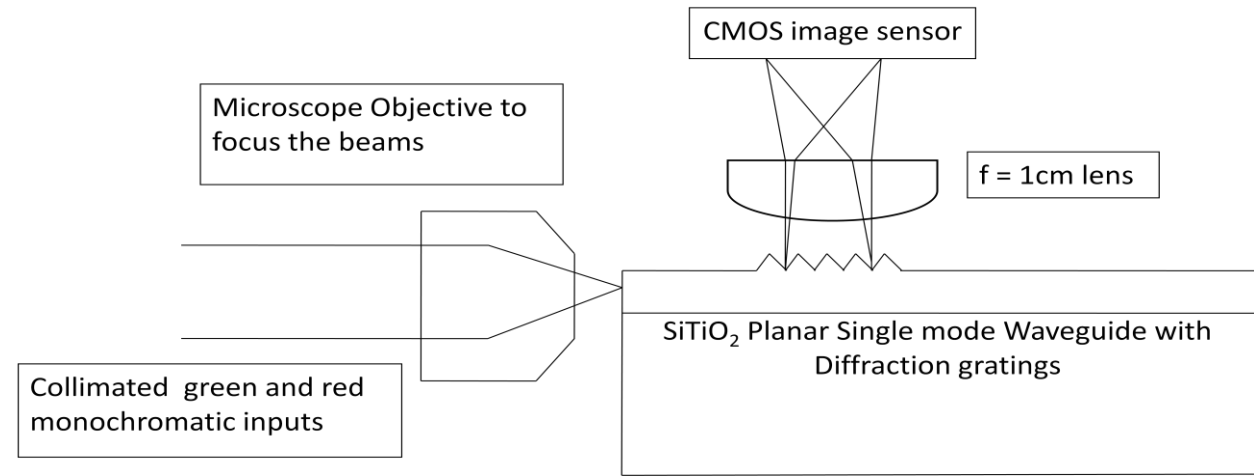 CMOS image sensor
Microscope Objective to
focus the beams
f = 1cm lens
SiTiO₂ Planar Single mode Waveguide with
Diffraction gratings
Collimated  green and red
monochromatic inputs